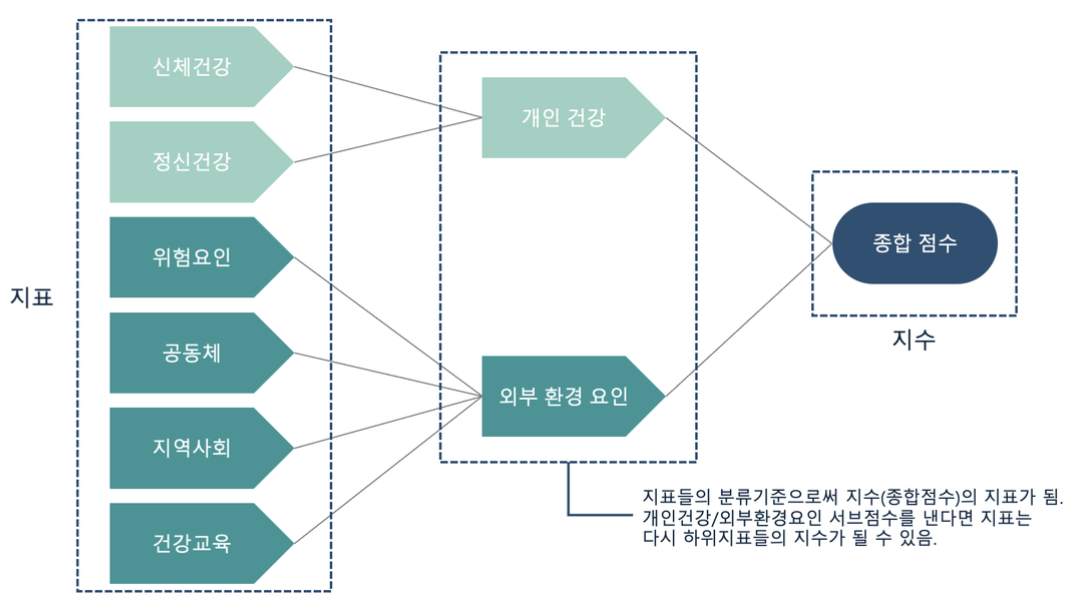 지표
신체건강
정신건강
위험요인
공동체
지역사회
건강교육
개인 건강
외부 환경 요인
종합 점수
지수
지표들의 분류기준으로써 지수(종합점수)의 지표가 됨.
개인건강/외부환경요인 서브점수를 낸다면 지표는
다시 하위지표들의 지수가 될 수 있음.